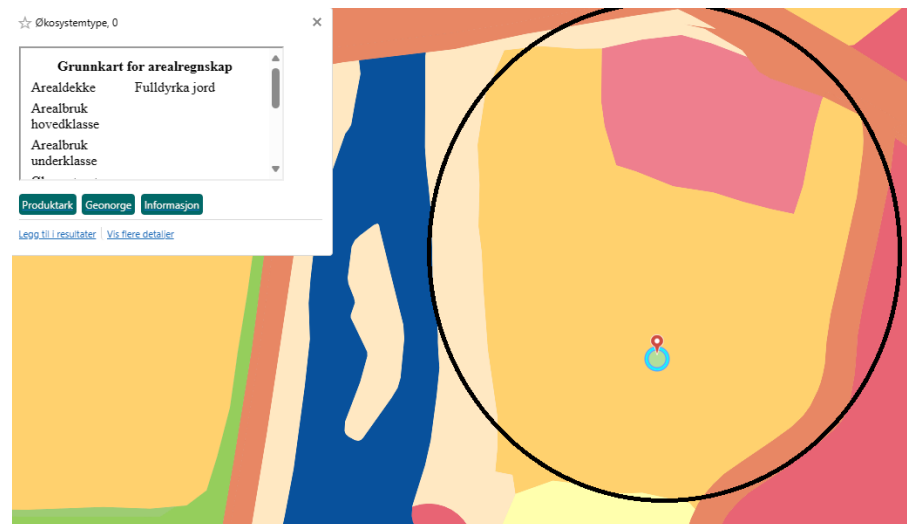 ☆ Økosystemtype, 0 ×
Grunnkart for arealregnskap
Arealdekke Fulldyrka jord
Arealbruk
hovedklasse
Arealbruk
underklasse
Produktark Geonorge Informasjon
Legg til i resultater Vis flere detaljer